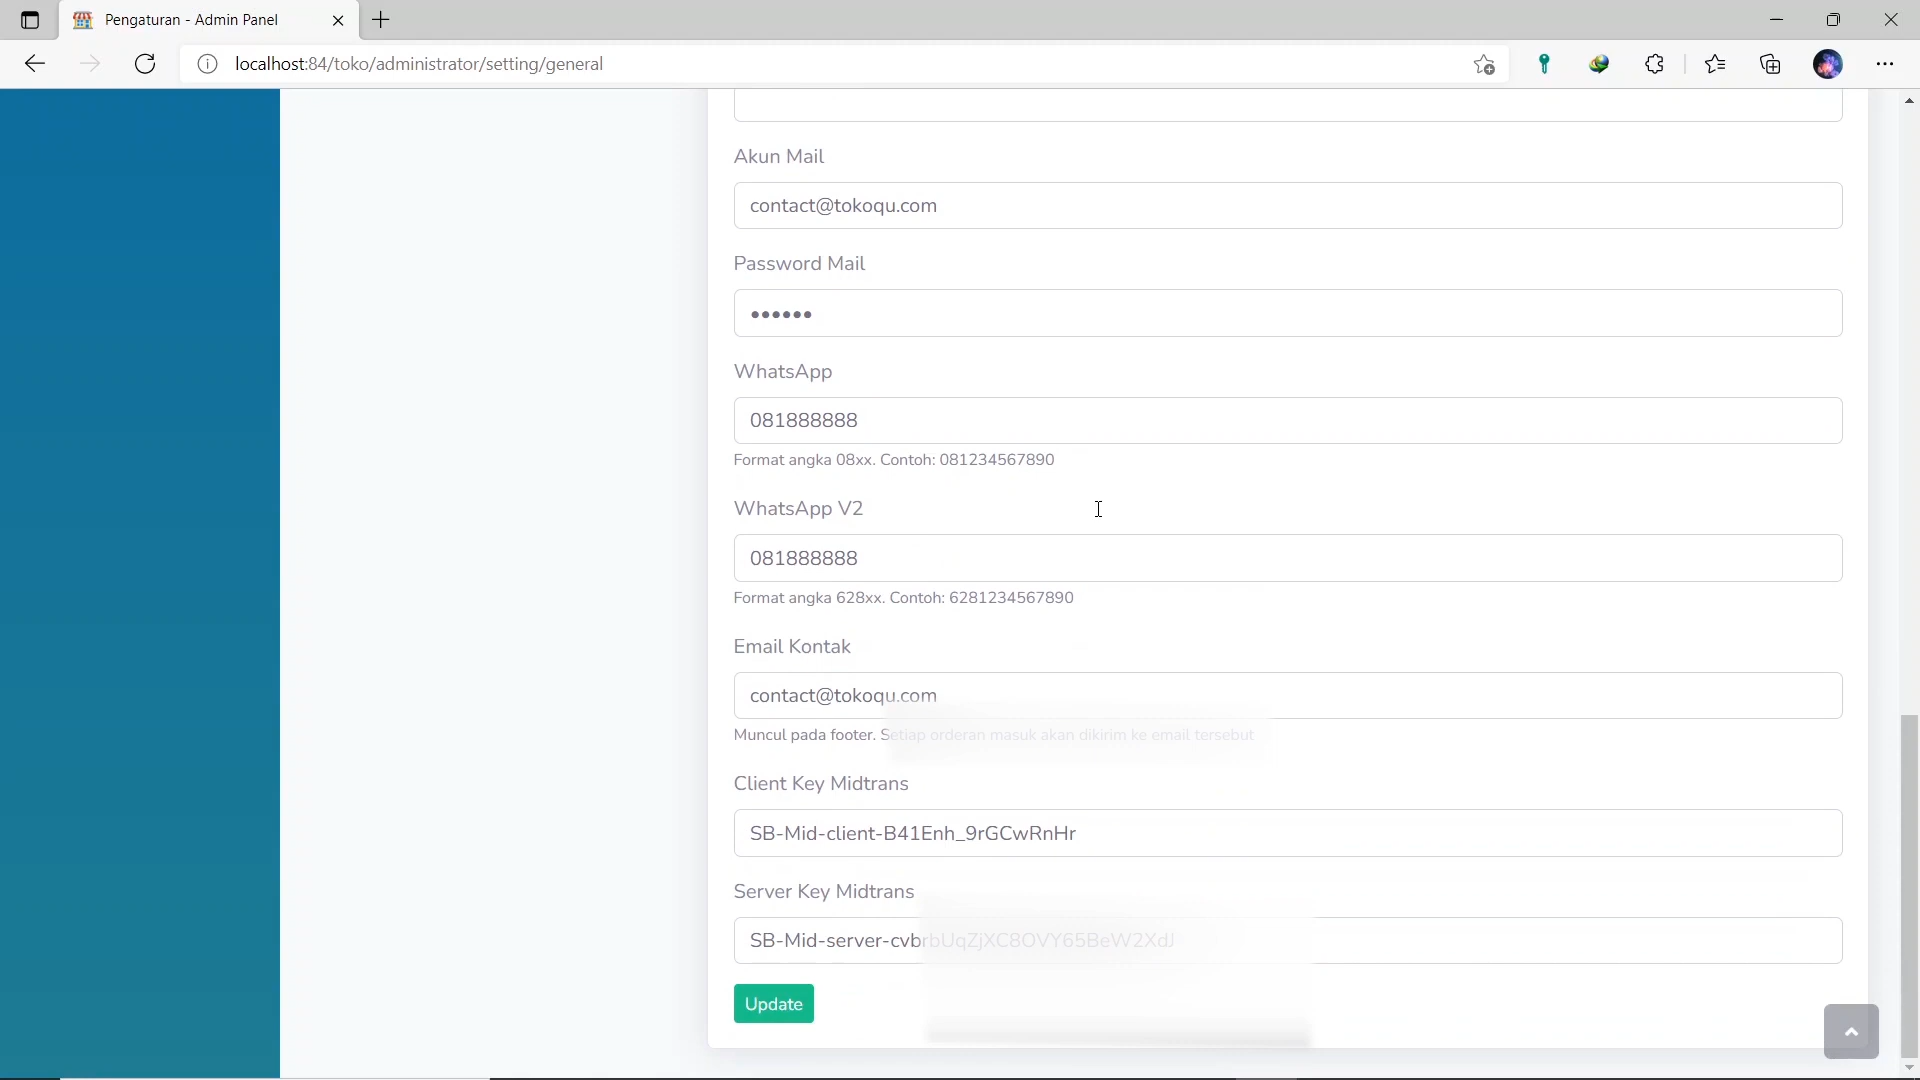 Pengaturan - Admin Panel
localhost:84/toko/administrator/setting/general
Akun Mail
contact@tokoqu.com
Password Mail
••••••
WhatsApp
081888888
Format angka 08xx. Contoh: 081234567890
WhatsApp V2
081888888
Format angka 628xx. Contoh: 6281234567890
Email Kontak
contact@tokoqu.com
Muncul pada footer. Setiap orderan masuk akan dikirim ke email tersebut
Client Key Midtrans
SB-Mid-client-B41Enh_9rGCwRnHr
Server Key Midtrans
SB-Mid-server-cvbrbUqZjXC8OVY65BeW2XdJ
Update